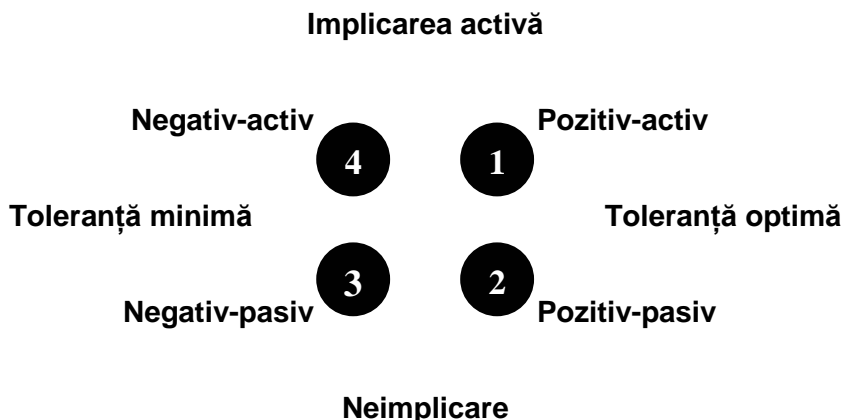 Implicarea activă
Negativ-activ Pozitiv-activ
4 1
Toleranță minimă Toleranță optimă
3 2
Negativ-pasiv Pozitiv-pasiv
Neimplicare